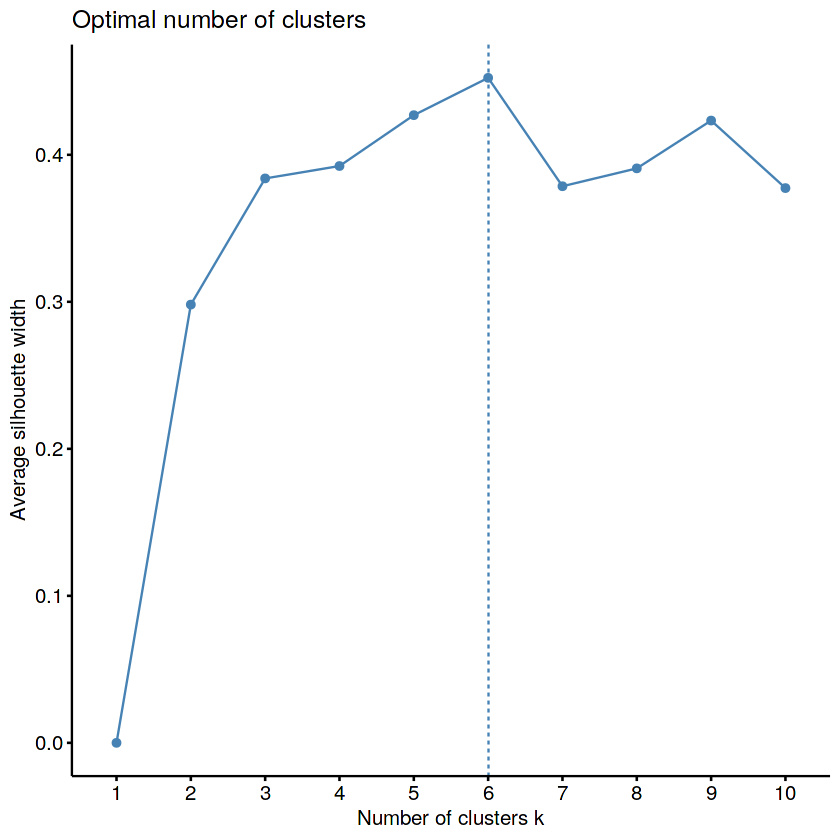 Optimal number of clusters
Average silhouette width
0.4
0.3
0.2
0.1
0.0
1 2 3 4 5 6 7 8 9 10
Number of clusters k